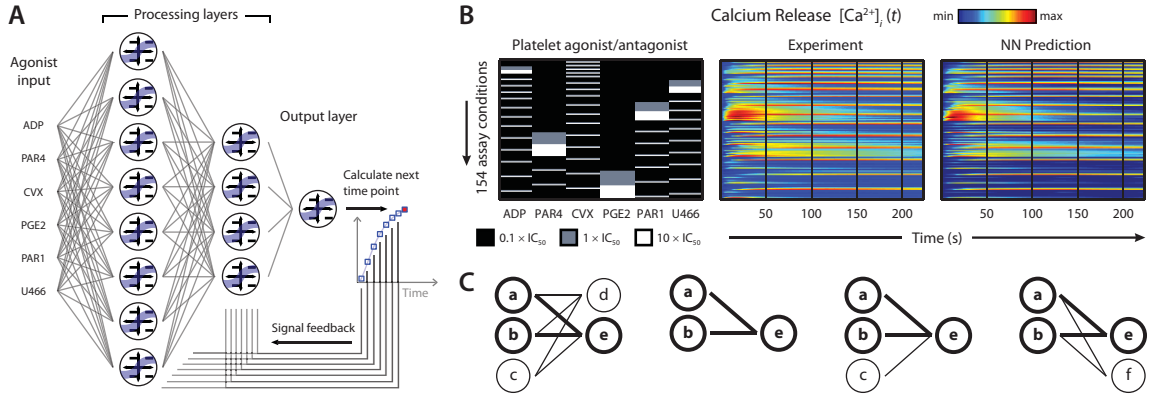 A
Processing layers
Agonist
input
ADP
PAR4
CVX
PGE2
PAR1
U466
Output layer
Calculate next
time point
Time
Signal feedback
B
Calcium Release [Ca²⁺]ᵢ (t)
min
max
Platelet agonist/antagonist
Experiment
NN Prediction
154 assay conditions
ADP PAR4 CVX PGE2 PAR1 U466
50 100 150 200
50 100 150 200
0.1 × IC₅₀ 1 × IC₅₀ 10 × IC₅₀
Time (s)
C
a
b
c
d
e
a
b
e
a
b
c
e
a
b
e
f